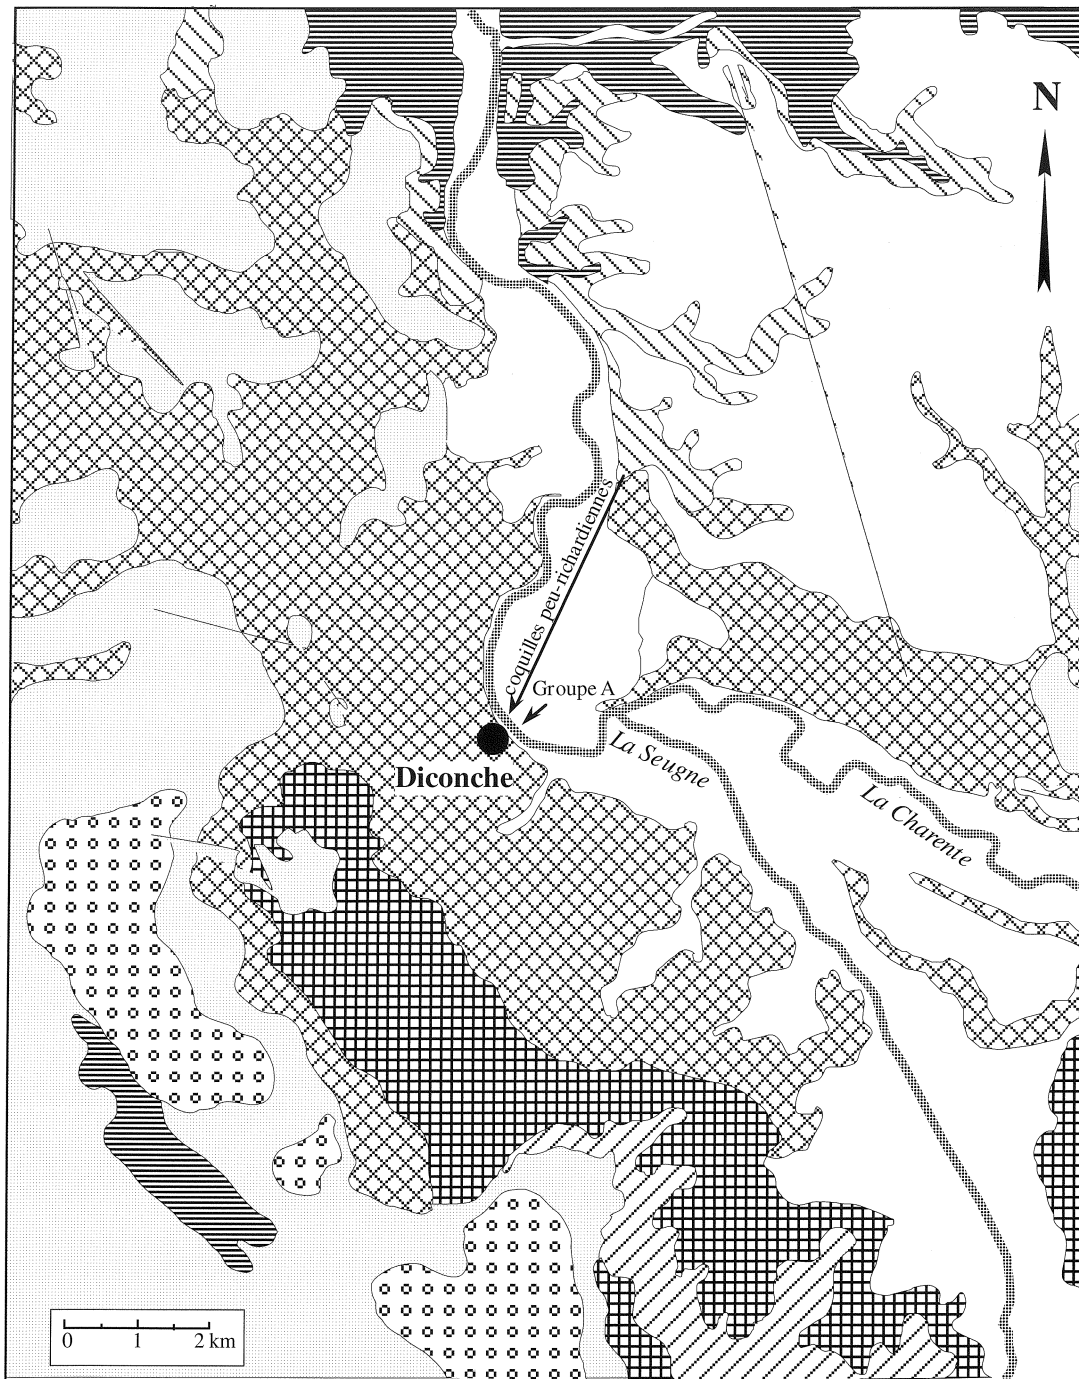 N
coquilles peu-richardiennes
Groupe A
Diconche
La Seugne
La Charente
0 1 2 km